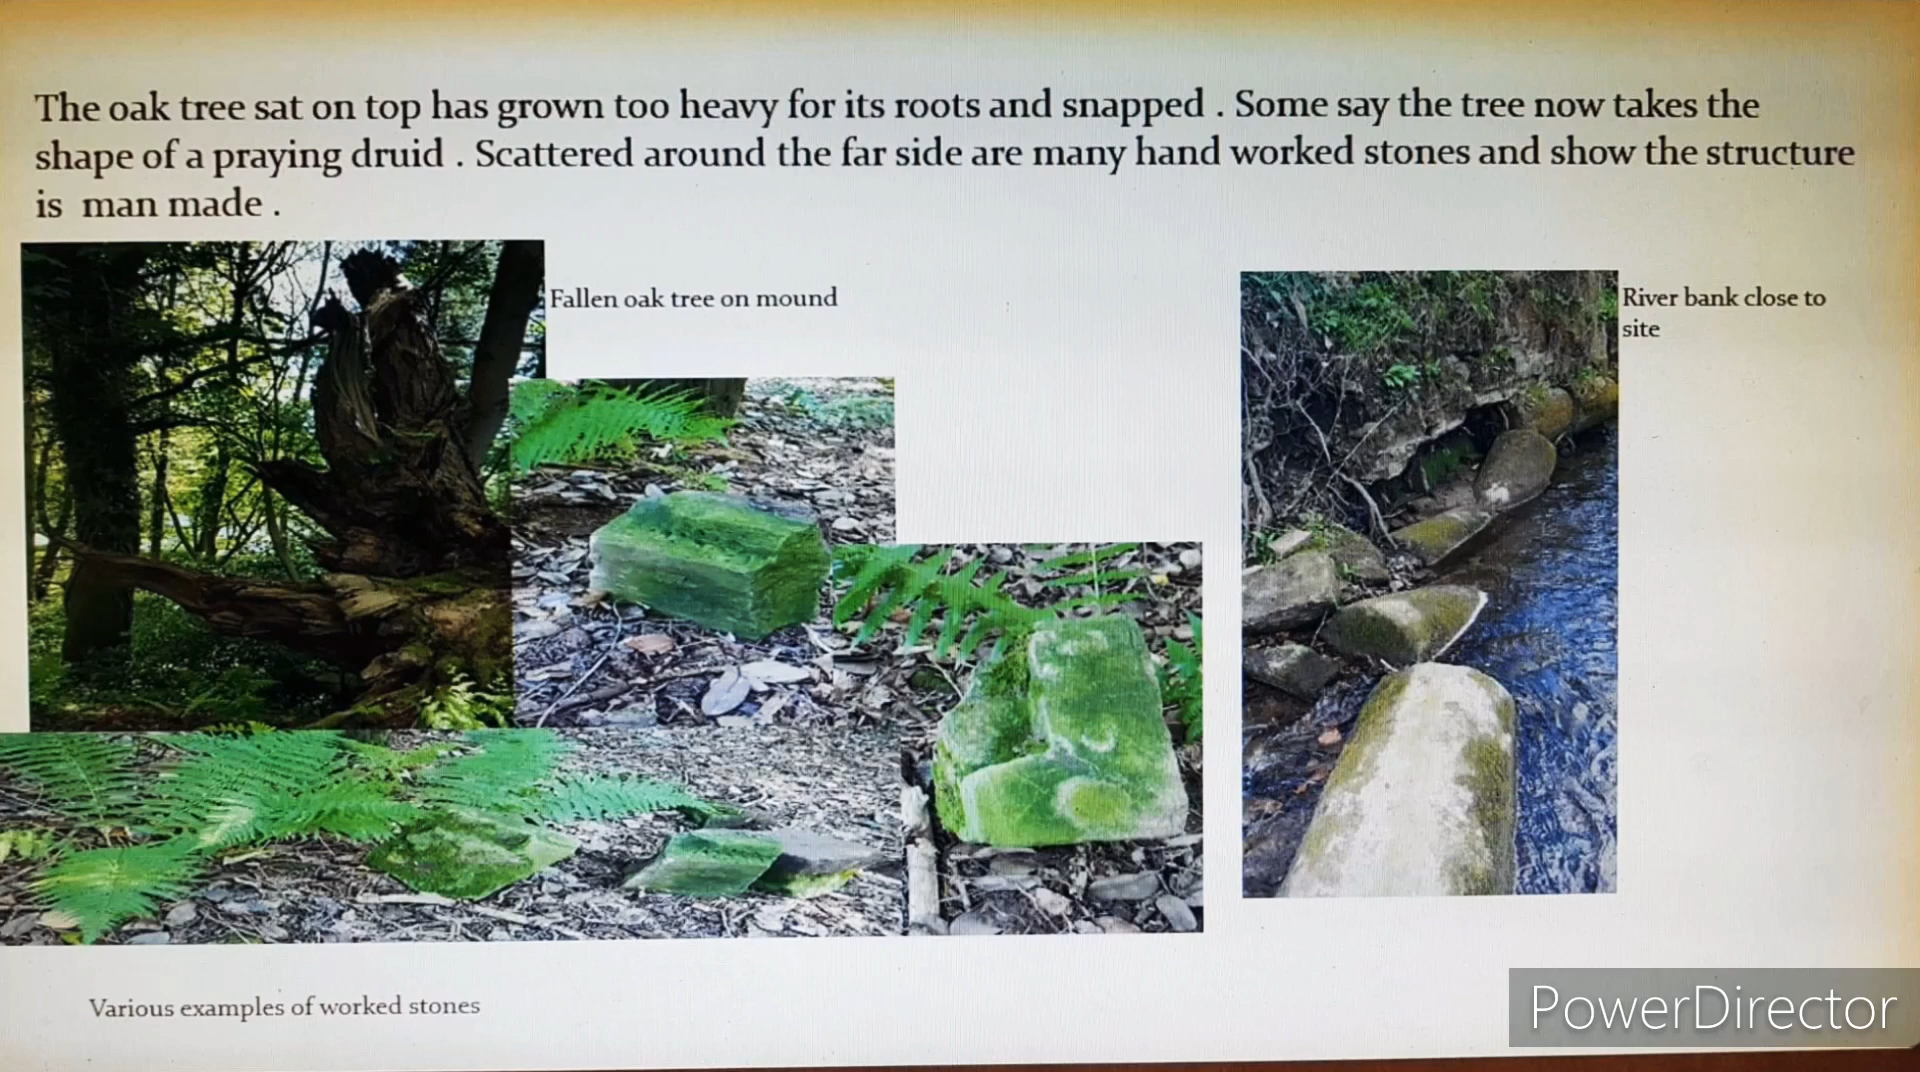 The oak tree sat on top has grown too heavy for its roots and snapped . Some say the tree now takes the
shape of a praying druid . Scattered around the far side are many hand worked stones and show the structure
is man made .
Fallen oak tree on mound
River bank close to
site
Various examples of worked stones
PowerDirector